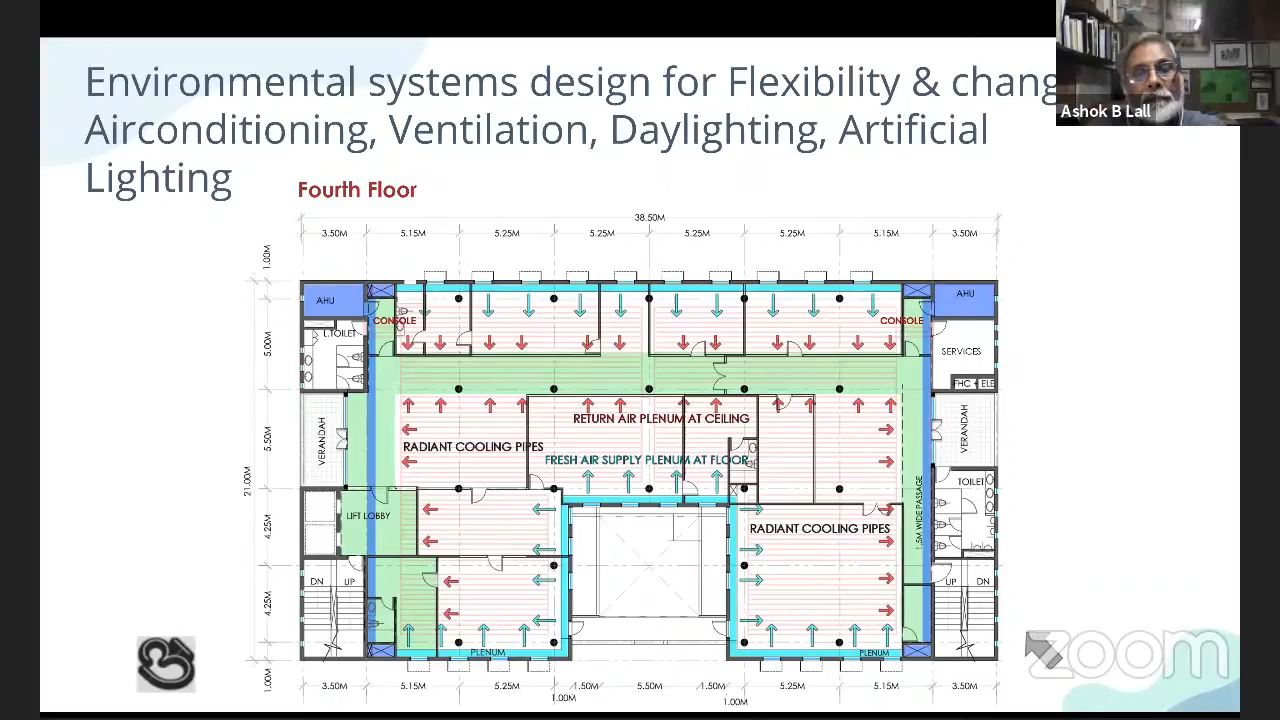 Environmental systems design for Flexibility & chang
Airconditioning, Ventilation, Daylighting, Artificial
Lighting
Ashok B Lall
Fourth Floor
38.50M
3.50M 5.15M 5.25M 5.25M 5.25M 5.25M 5.15M 3.50M
1.00M
AHU
AHU
CONSOLE
CONSOLE
TOILET
5.00M
SERVICES
FHC ELE
RETURN AIR PLENUM AT CEILING
VERANDAH
5.50M
RADIANT COOLING PIPES
VERANDAH
FRESH AIR SUPPLY PLENUM AT FLOOR
21.00M
TOILET
LIFT LOBBY
4.25M
RADIANT COOLING PIPES
1.5M WIDE PASSAGE
DN UP
UP DN
4.25M
PLENUM
PLENUM
zoom
1.00M
3.50M 5.15M 5.25M 1.50M 5.50M 1.50M 5.25M 5.15M 3.50M
1.00M
1.00M